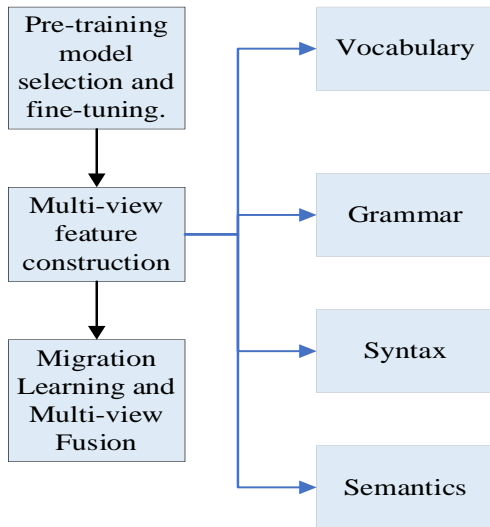 Pre-training
model
selection and
fine-tuning.
Multi-view
feature
construction
Migration
Learning and
Multi-view
Fusion
Vocabulary
Grammar
Syntax
Semantics